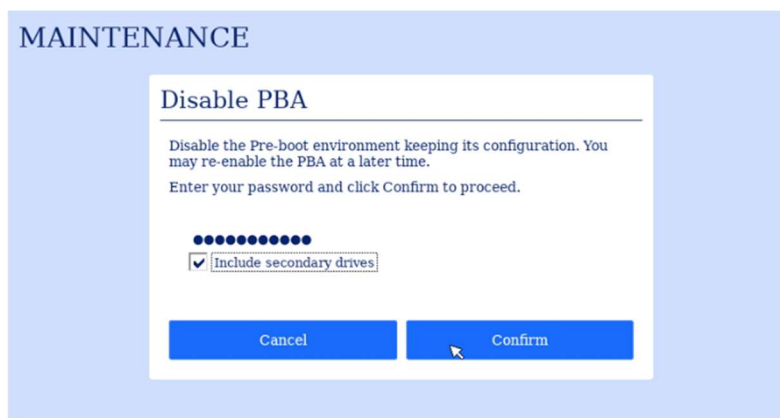 MAINTENANCE
Disable PBA
Disable the Pre-boot environment keeping its configuration. You
may re-enable the PBA at a later time.
Enter your password and click Confirm to proceed.
●●●●●●●●●●●
Include secondary drives
Cancel
Confirm